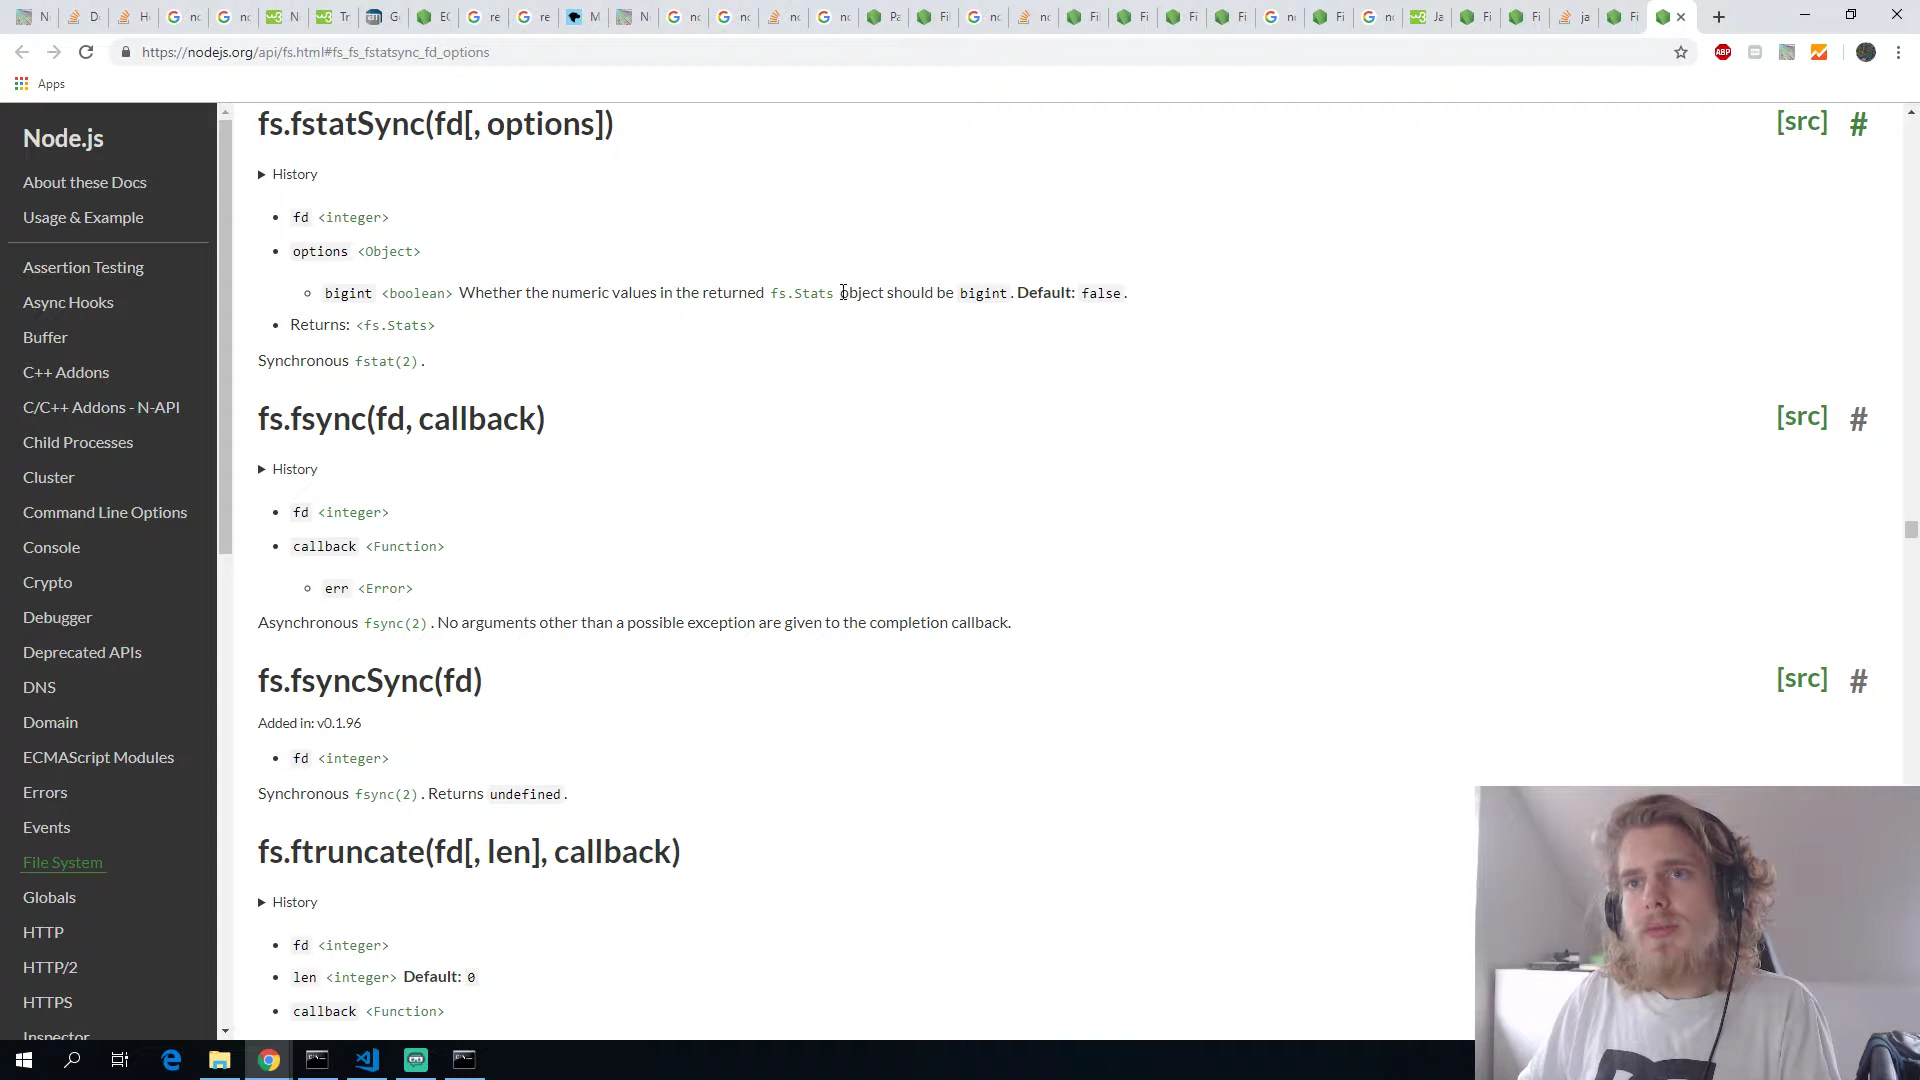 https://nodejs.org/api/fs.html#fs_fs_fstatsync_fd_options
ABP
Apps
Node.js
About these Docs
Usage & Example
Assertion Testing
Async Hooks
Buffer
C++ Addons
C/C++ Addons - N-API
Child Processes
Cluster
Command Line Options
Console
Crypto
Debugger
Deprecated APIs
DNS
Domain
ECMAScript Modules
Errors
Events
File System
Globals
HTTP
HTTP/2
HTTPS
Inspector
fs.fstatSync(fd[, options])
[src] #
History
fd <integer>
options <Object>
bigint <boolean> Whether the numeric values in the returned fs.Stats object should be bigint. Default: false.
Returns: <fs.Stats>
Synchronous fstat(2).
fs.fsync(fd, callback)
[src] #
History
fd <integer>
callback <Function>
err <Error>
Asynchronous fsync(2). No arguments other than a possible exception are given to the completion callback.
fs.fsyncSync(fd)
[src] #
Added in: v0.1.96
fd <integer>
Synchronous fsync(2). Returns undefined.
fs.ftruncate(fd[, len], callback)
History
fd <integer>
len <integer> Default: 0
callback <Function>